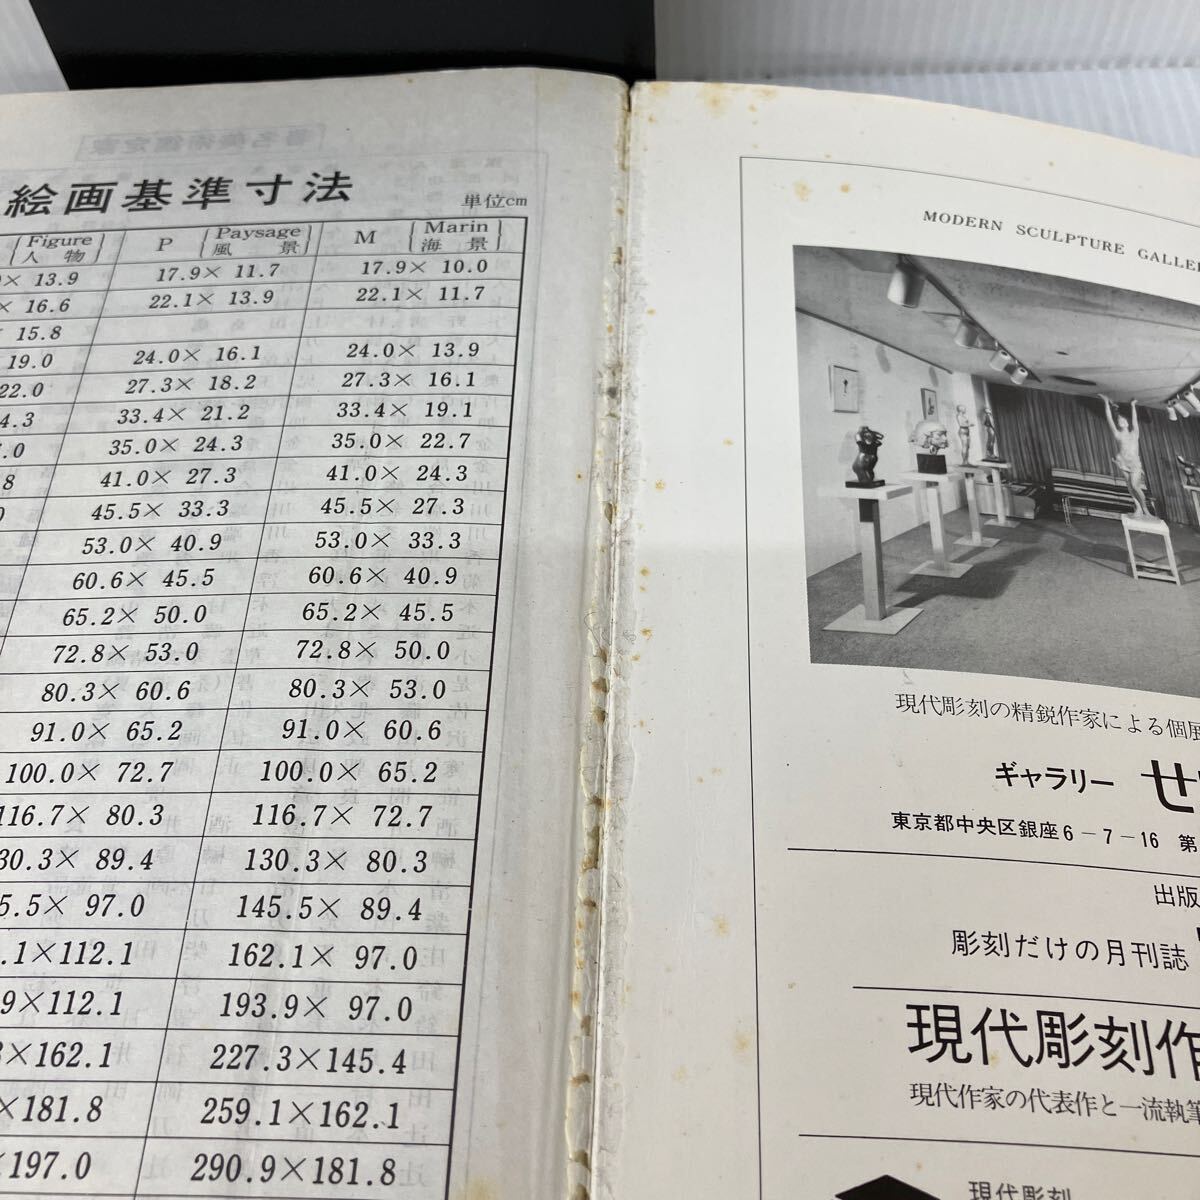 絵画基準寸法
単位cm
Figure 人物 P Paysage 風景 M Marin 海景
13.9 17.9× 11.7 17.9× 10.0
× 16.6 22.1× 13.9 22.1× 11.7
15.8
19.0 24.0× 16.1 24.0× 13.9
22.0 27.3× 18.2 27.3× 16.1
4.3 33.4× 21.2 33.4× 19.1
.0 35.0× 24.3 35.0× 22.7
8 41.0× 27.3 41.0× 24.3
45.5× 33.3 45.5× 27.3
53.0× 40.9 53.0× 33.3
60.6× 45.5 60.6× 40.9
65.2× 50.0 65.2× 45.5
72.8× 53.0 72.8× 50.0
80.3× 60.6 80.3× 53.0
91.0× 65.2 91.0× 60.6
100.0× 72.7 100.0× 65.2
116.7× 80.3 116.7× 72.7
30.3× 89.4 130.3× 80.3
5.5× 97.0 145.5× 89.4
.1×112.1 162.1× 97.0
9×112.1 193.9× 97.0
×162.1 227.3×145.4
×181.8 259.1×162.1
×197.0 290.9×181.8
MODERN SCULPTURE GALLE
現代彫刻の精鋭作家による個展
ギャラリー せ
東京都中央区銀座6−7−16 第
出版
彫刻だけの月刊誌
現代彫刻作
現代作家の代表作と一流執筆
現代彫刻